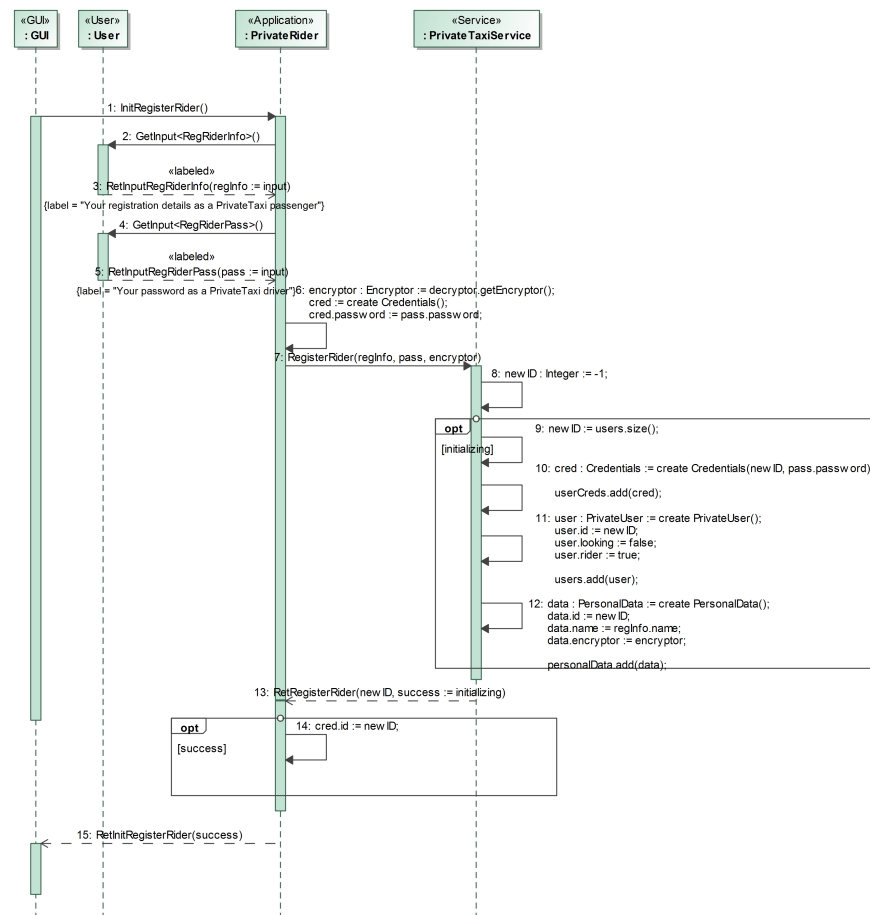 «GUI»
: GUI
«User»
: User
«Application»
: PrivateRider
«Service»
: PrivateTaxiService
1: InitRegisterRider()
2: GetInput<RegRiderInfo>()
«labeled»
3: RetInputRegRiderInfo(regInfo := input)
{label = "Your registration details as a PrivateTaxi passenger"}
4: GetInput<RegRiderPass>()
«labeled»
5: RetInputRegRiderPass(pass := input)
{label = "Your password as a PrivateTaxi driver"}
6: encryptor : Encryptor := decryptor.getEncryptor();
cred := create Credentials();
cred.password := pass.password;
7: RegisterRider(regInfo, pass, encryptor)
8: newID : Integer := -1;
opt
[initializing]
9: newID := users.size();
10: cred : Credentials := create Credentials(newID, pass.password)
userCreds.add(cred);
11: user : PrivateUser := create PrivateUser();
user.id := newID;
user.looking := false;
user.rider := true;
users.add(user);
12: data : PersonalData := create PersonalData();
data.id := newID;
data.name := regInfo.name;
data.encryptor := encryptor;
personalData.add(data);
13: RetRegisterRider(newID, success := initializing)
opt
[success]
14: cred.id := newID;
15: RetInitRegisterRider(success)